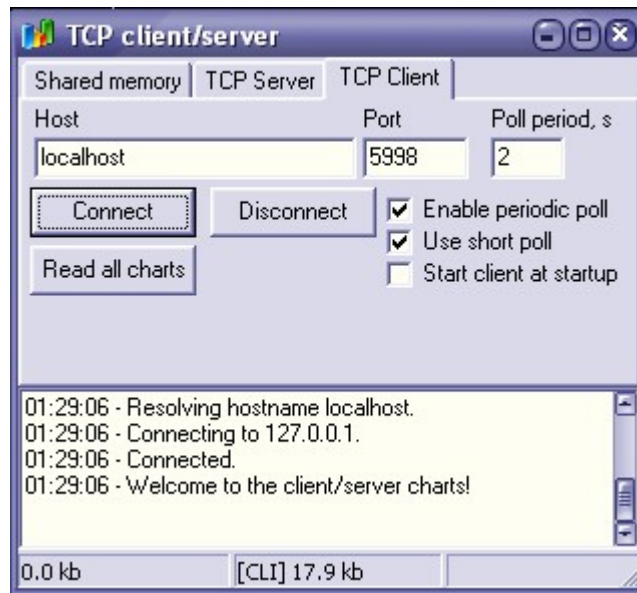 TCP client/server
Shared memory TCP Server TCP Client
Host Port Poll period, s
localhost 5998 2
Connect Disconnect Enable periodic poll
Use short poll
Read all charts Start client at startup
01:29:06 - Resolving hostname localhost.
01:29:06 - Connecting to 127.0.0.1.
01:29:06 - Connected.
01:29:06 - Welcome to the client/server charts!
0.0 kb [CLI] 17.9 kb